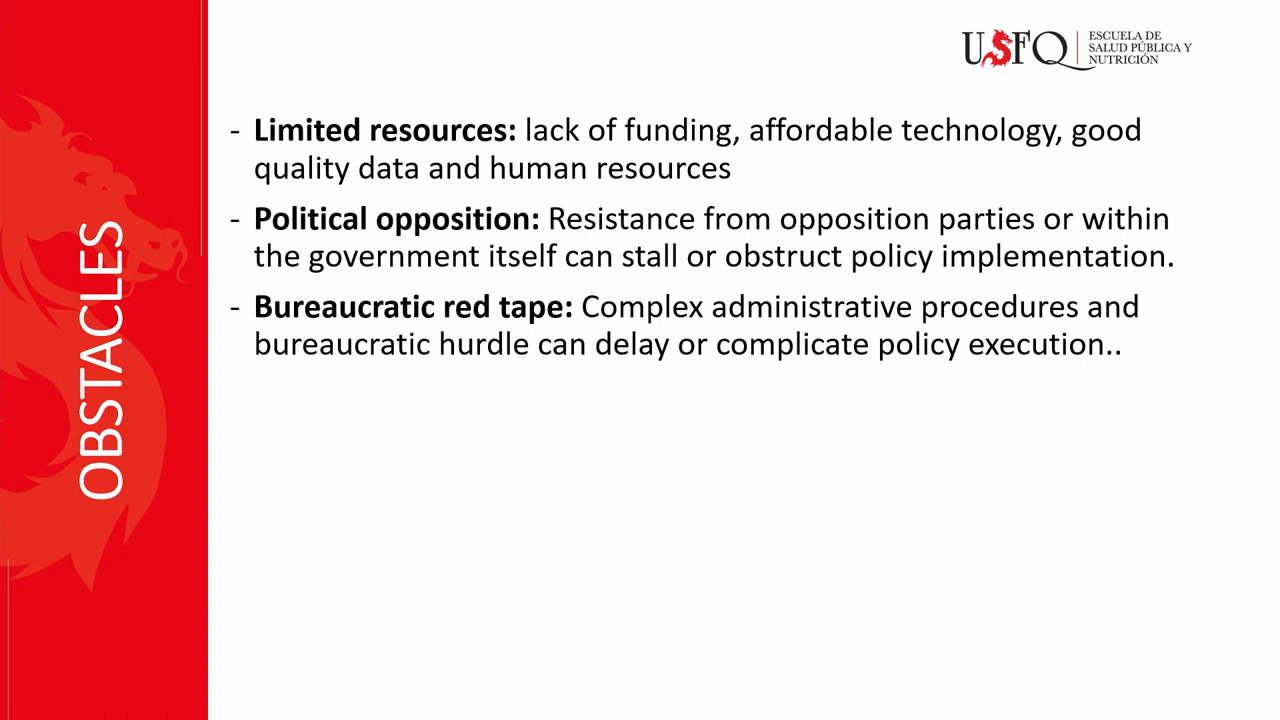 USFQ
ESCUELA DE
SALUD PÚBLICA Y
NUTRICIÓN
OBSTACLES
- Limited resources: lack of funding, affordable technology, good
quality data and human resources
- Political opposition: Resistance from opposition parties or within
the government itself can stall or obstruct policy implementation.
- Bureaucratic red tape: Complex administrative procedures and
bureaucratic hurdle can delay or complicate policy execution..